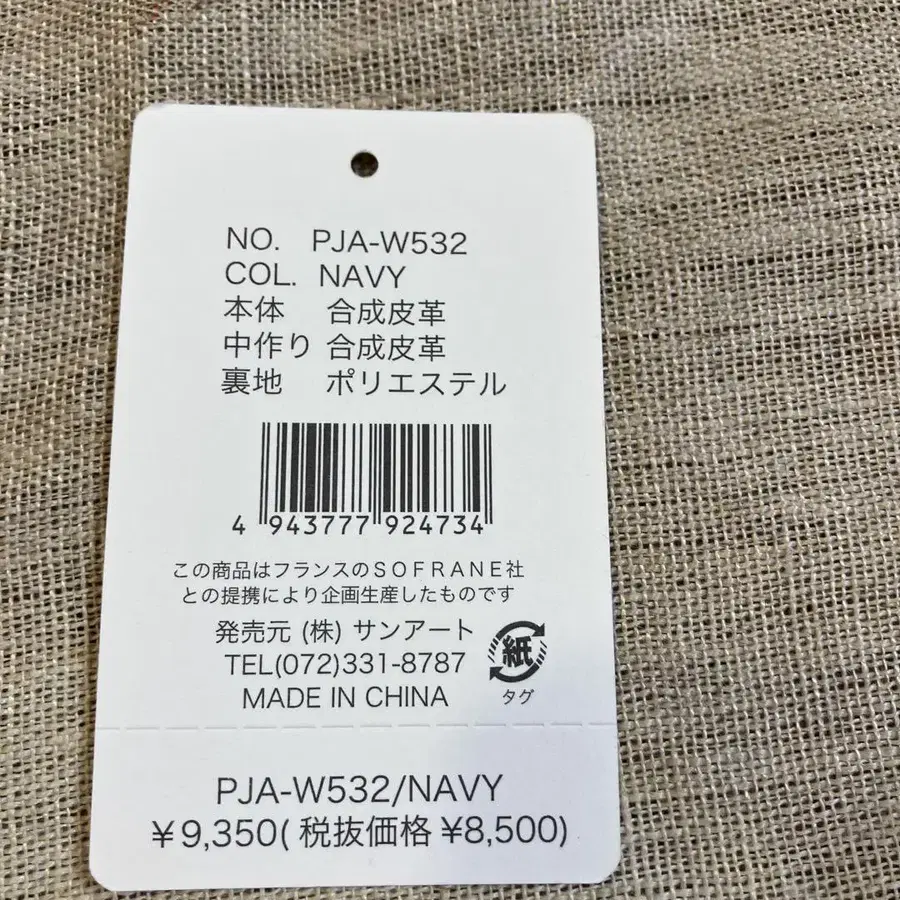 NO. PJA-W532
COL. NAVY
本体 合成皮革
中作り 合成皮革
裏地 ポリエステル
4 943777 924734
この商品はフランスのSOFRANE社
との提携により企画生産したものです
発売元 (株) サンアート
TEL(072)331-8787
MADE IN CHINA
紙
タグ
PJA-W532/NAVY
¥9,350( 税抜価格 ¥8,500)